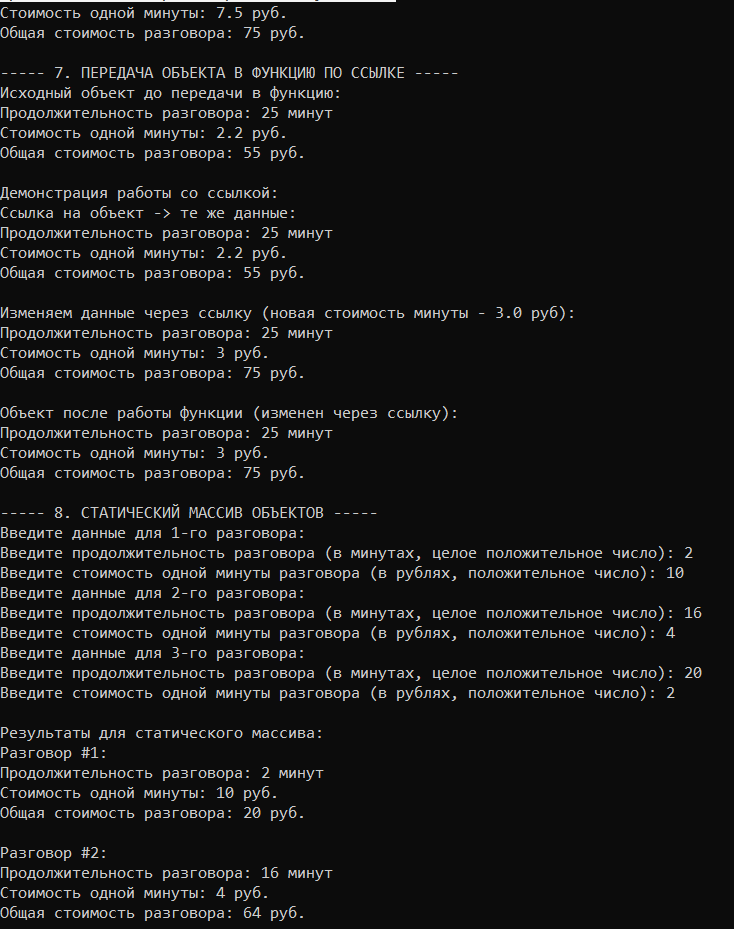 Стоимость одной минуты: 7.5 руб.
Общая стоимость разговора: 75 руб.
----- 7. ПЕРЕДАЧА ОБЪЕКТА В ФУНКЦИЮ ПО ССЫЛКЕ -----
Исходный объект до передачи в функцию:
Продолжительность разговора: 25 минут
Стоимость одной минуты: 2.2 руб.
Общая стоимость разговора: 55 руб.
Демонстрация работы со ссылкой:
Ссылка на объект -> те же данные:
Продолжительность разговора: 25 минут
Стоимость одной минуты: 2.2 руб.
Общая стоимость разговора: 55 руб.
Изменяем данные через ссылку (новая стоимость минуты - 3.0 руб):
Продолжительность разговора: 25 минут
Стоимость одной минуты: 3 руб.
Общая стоимость разговора: 75 руб.
Объект после работы функции (изменен через ссылку):
Продолжительность разговора: 25 минут
Стоимость одной минуты: 3 руб.
Общая стоимость разговора: 75 руб.
----- 8. СТАТИЧЕСКИЙ МАССИВ ОБЪЕКТОВ -----
Введите данные для 1-го разговора:
Введите продолжительность разговора (в минутах, целое положительное число): 2
Введите стоимость одной минуты разговора (в рублях, положительное число): 10
Введите данные для 2-го разговора:
Введите продолжительность разговора (в минутах, целое положительное число): 16
Введите стоимость одной минуты разговора (в рублях, положительное число): 4
Введите данные для 3-го разговора:
Введите продолжительность разговора (в минутах, целое положительное число): 20
Введите стоимость одной минуты разговора (в рублях, положительное число): 2
Результаты для статического массива:
Разговор #1:
Продолжительность разговора: 2 минут
Стоимость одной минуты: 10 руб.
Общая стоимость разговора: 20 руб.
Разговор #2:
Продолжительность разговора: 16 минут
Стоимость одной минуты: 4 руб.
Общая стоимость разговора: 64 руб.